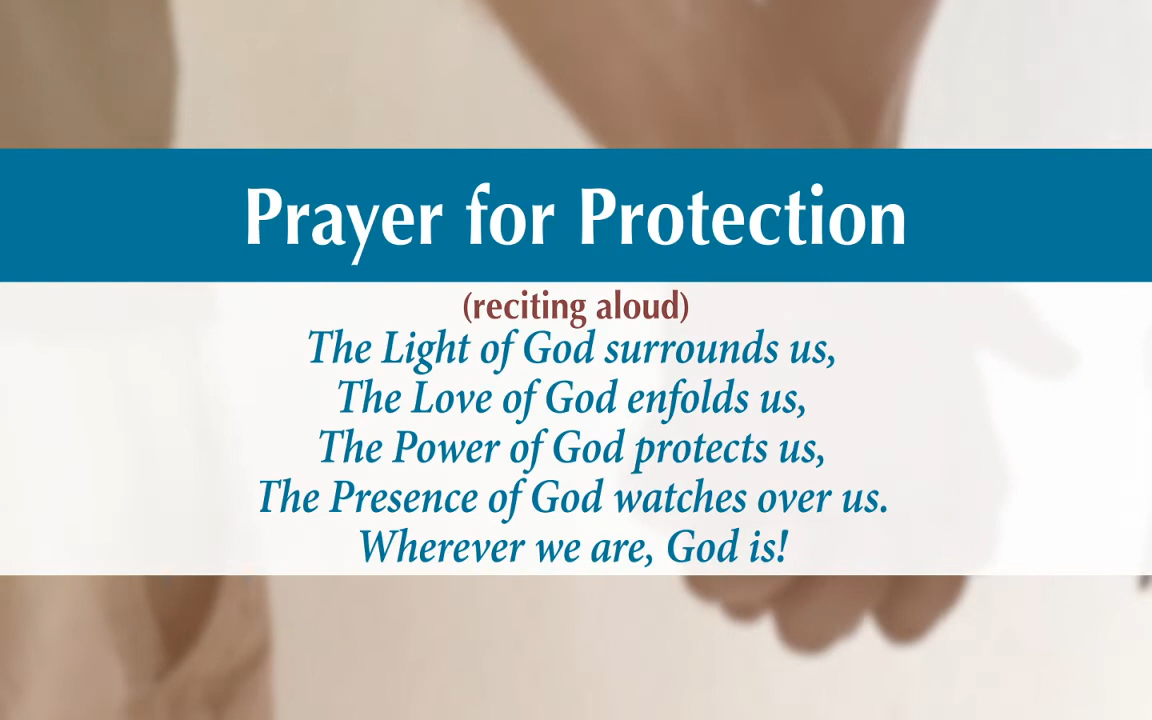 Prayer for Protection
(reciting aloud)
The Light of God surrounds us,
The Love of God enfolds us,
The Power of God protects us,
The Presence of God watches over us.
Wherever we are, God is!